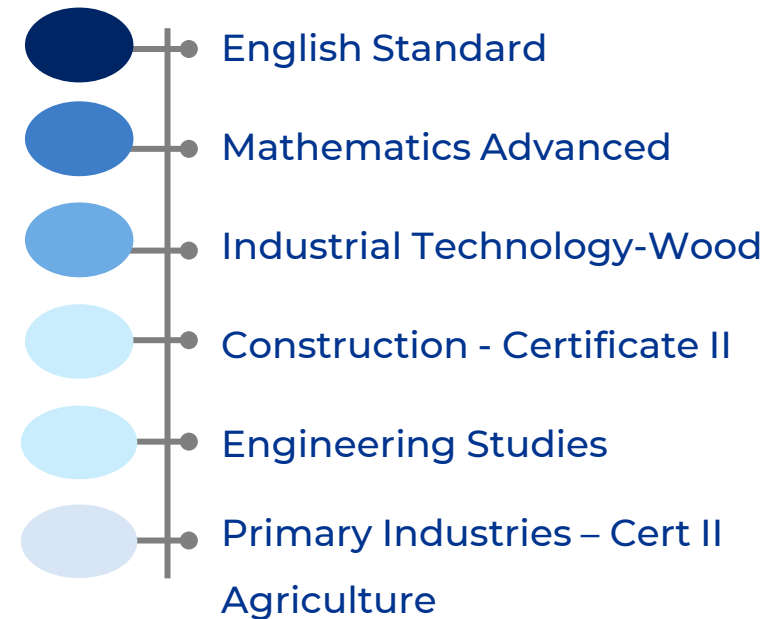 English Standard
Mathematics Advanced
Industrial Technology-Wood
Construction - Certificate II
Engineering Studies
Primary Industries – Cert II
Agriculture